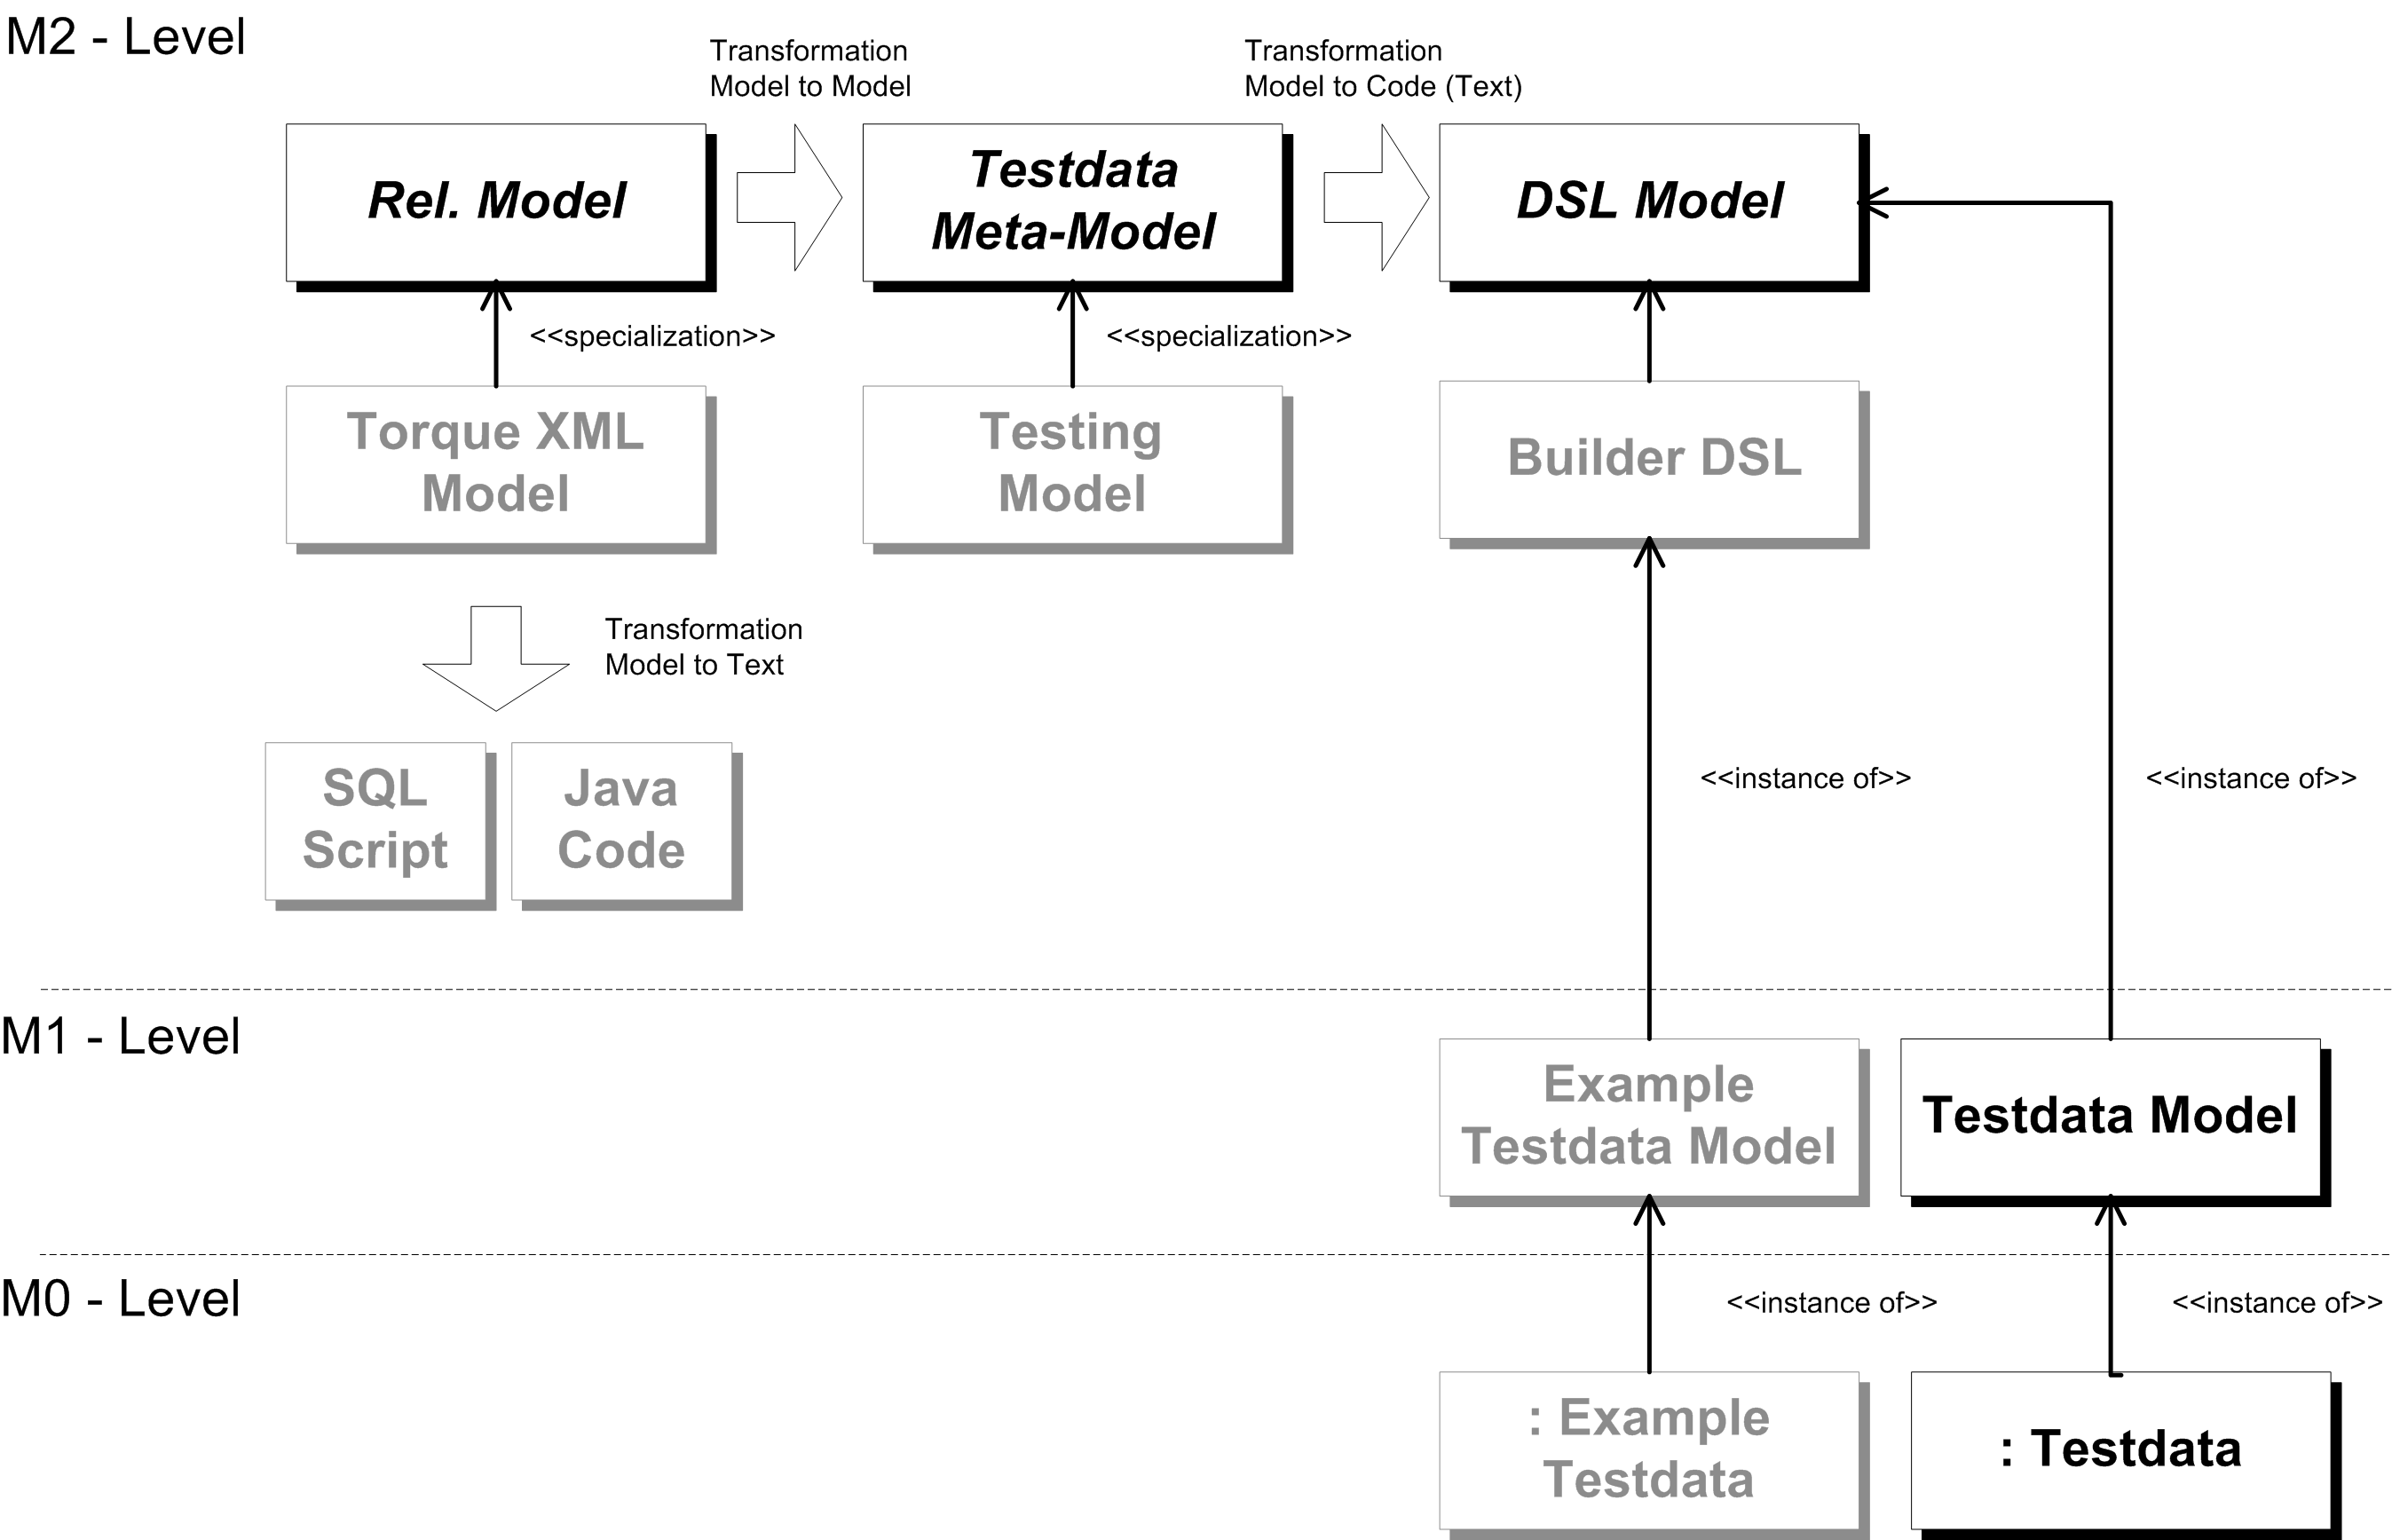 M2 - Level
Transformation
Model to Model
Transformation
Model to Code (Text)
Rel. Model
Testdata
Meta-Model
DSL Model
<<specialization>>
<<specialization>>
Torque XML
Model
Testing
Model
Builder DSL
Transformation
Model to Text
SQL
Script
Java
Code
<<instance of>>
<<instance of>>
M1 - Level
Example
Testdata Model
Testdata Model
M0 - Level
<<instance of>>
<<instance of>>
: Example
Testdata
: Testdata